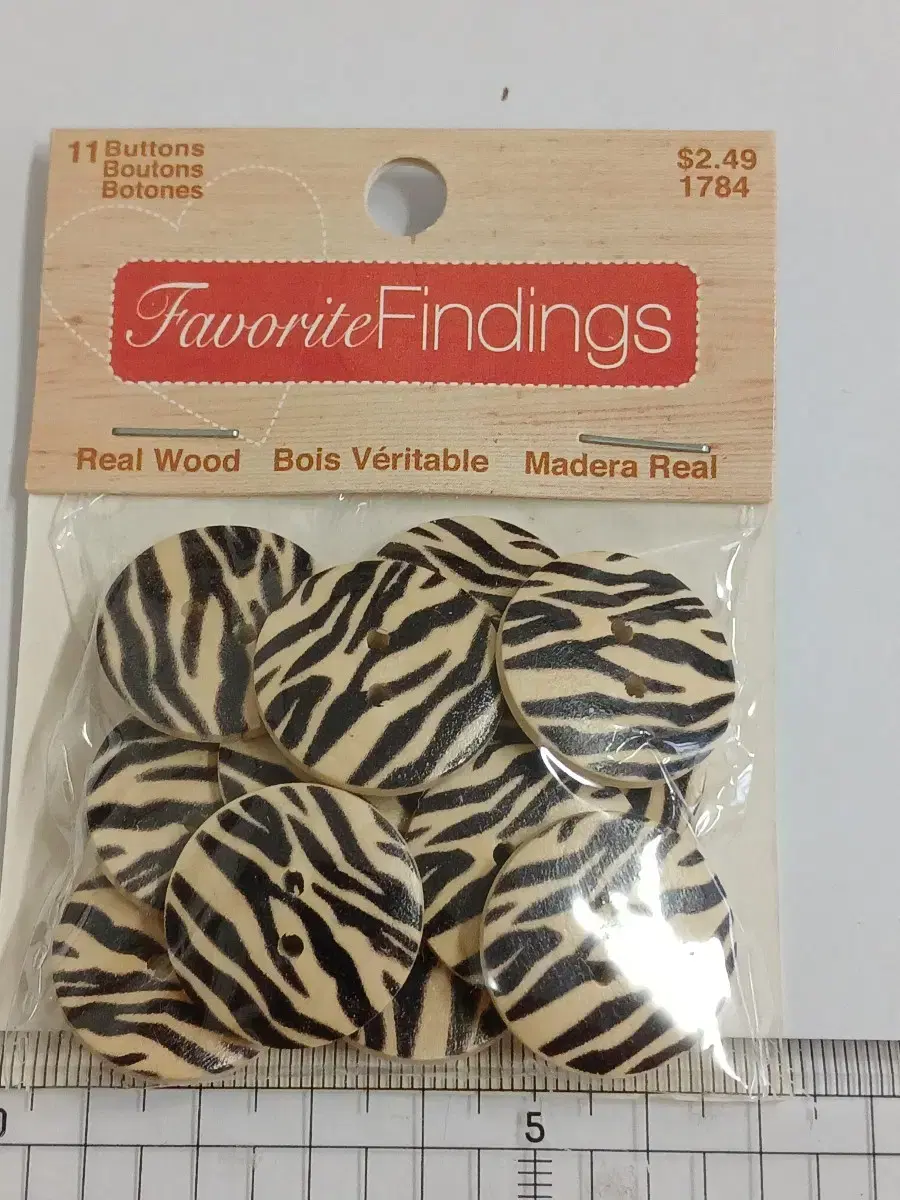 11 Buttons
Boutons
Botones
$2.49
1784
FavoriteFindings
Real Wood Bois Véritable Madera Real
0 5